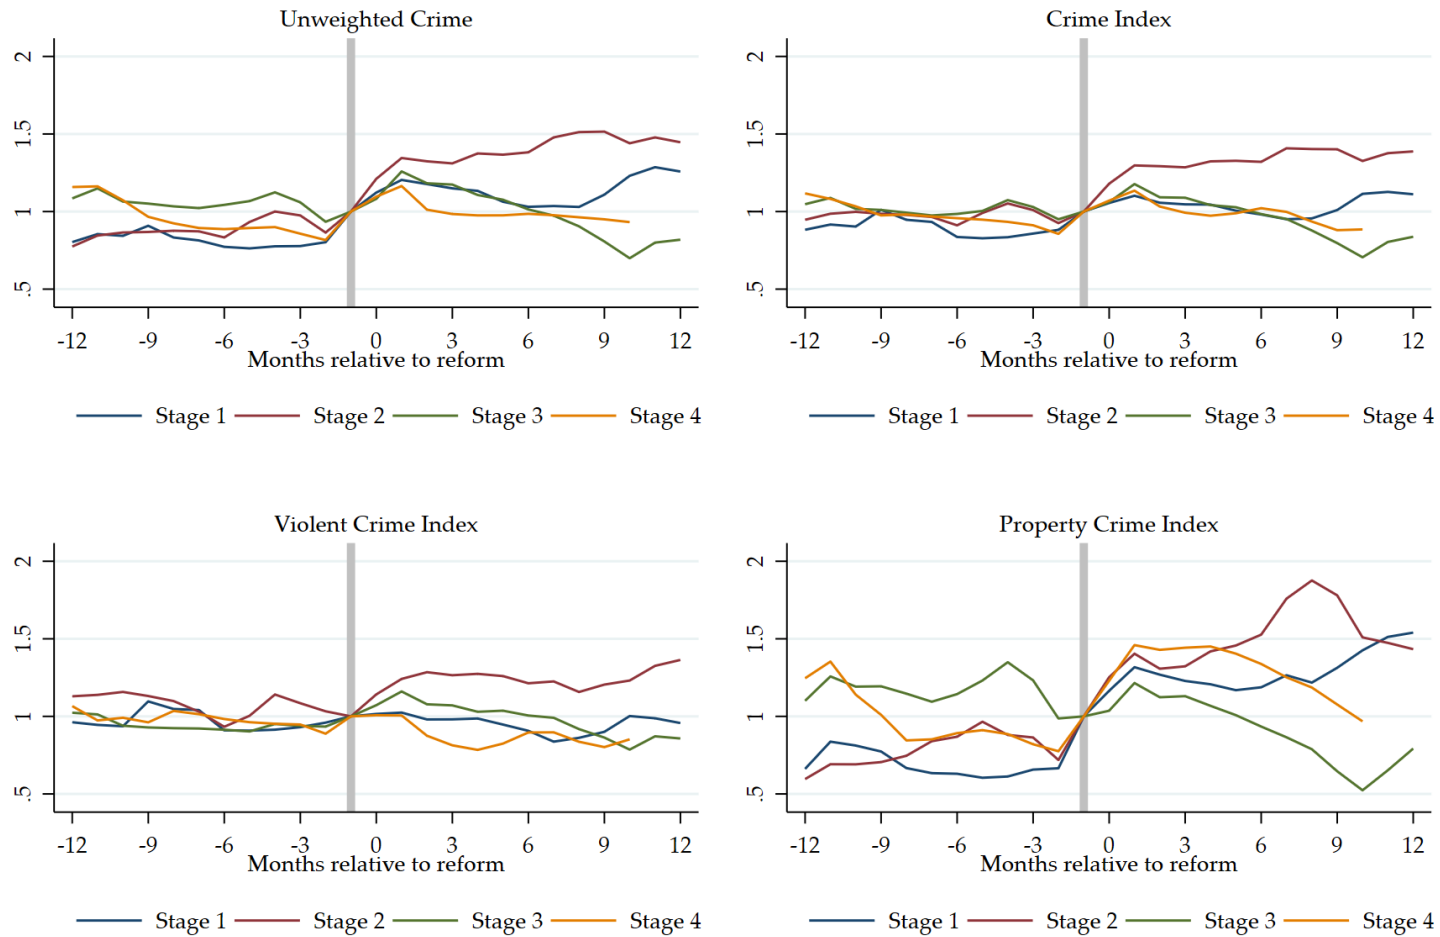 Unweighted Crime
2
1.5
1
.5
-12 -9 -6 -3 0 3 6 9 12
Months relative to reform
Stage 1 Stage 2 Stage 3 Stage 4
Crime Index
2
1.5
1
.5
-12 -9 -6 -3 0 3 6 9 12
Months relative to reform
Stage 1 Stage 2 Stage 3 Stage 4
Violent Crime Index
2
1.5
1
.5
-12 -9 -6 -3 0 3 6 9 12
Months relative to reform
Stage 1 Stage 2 Stage 3 Stage 4
Property Crime Index
2
1.5
1
.5
-12 -9 -6 -3 0 3 6 9 12
Months relative to reform
Stage 1 Stage 2 Stage 3 Stage 4